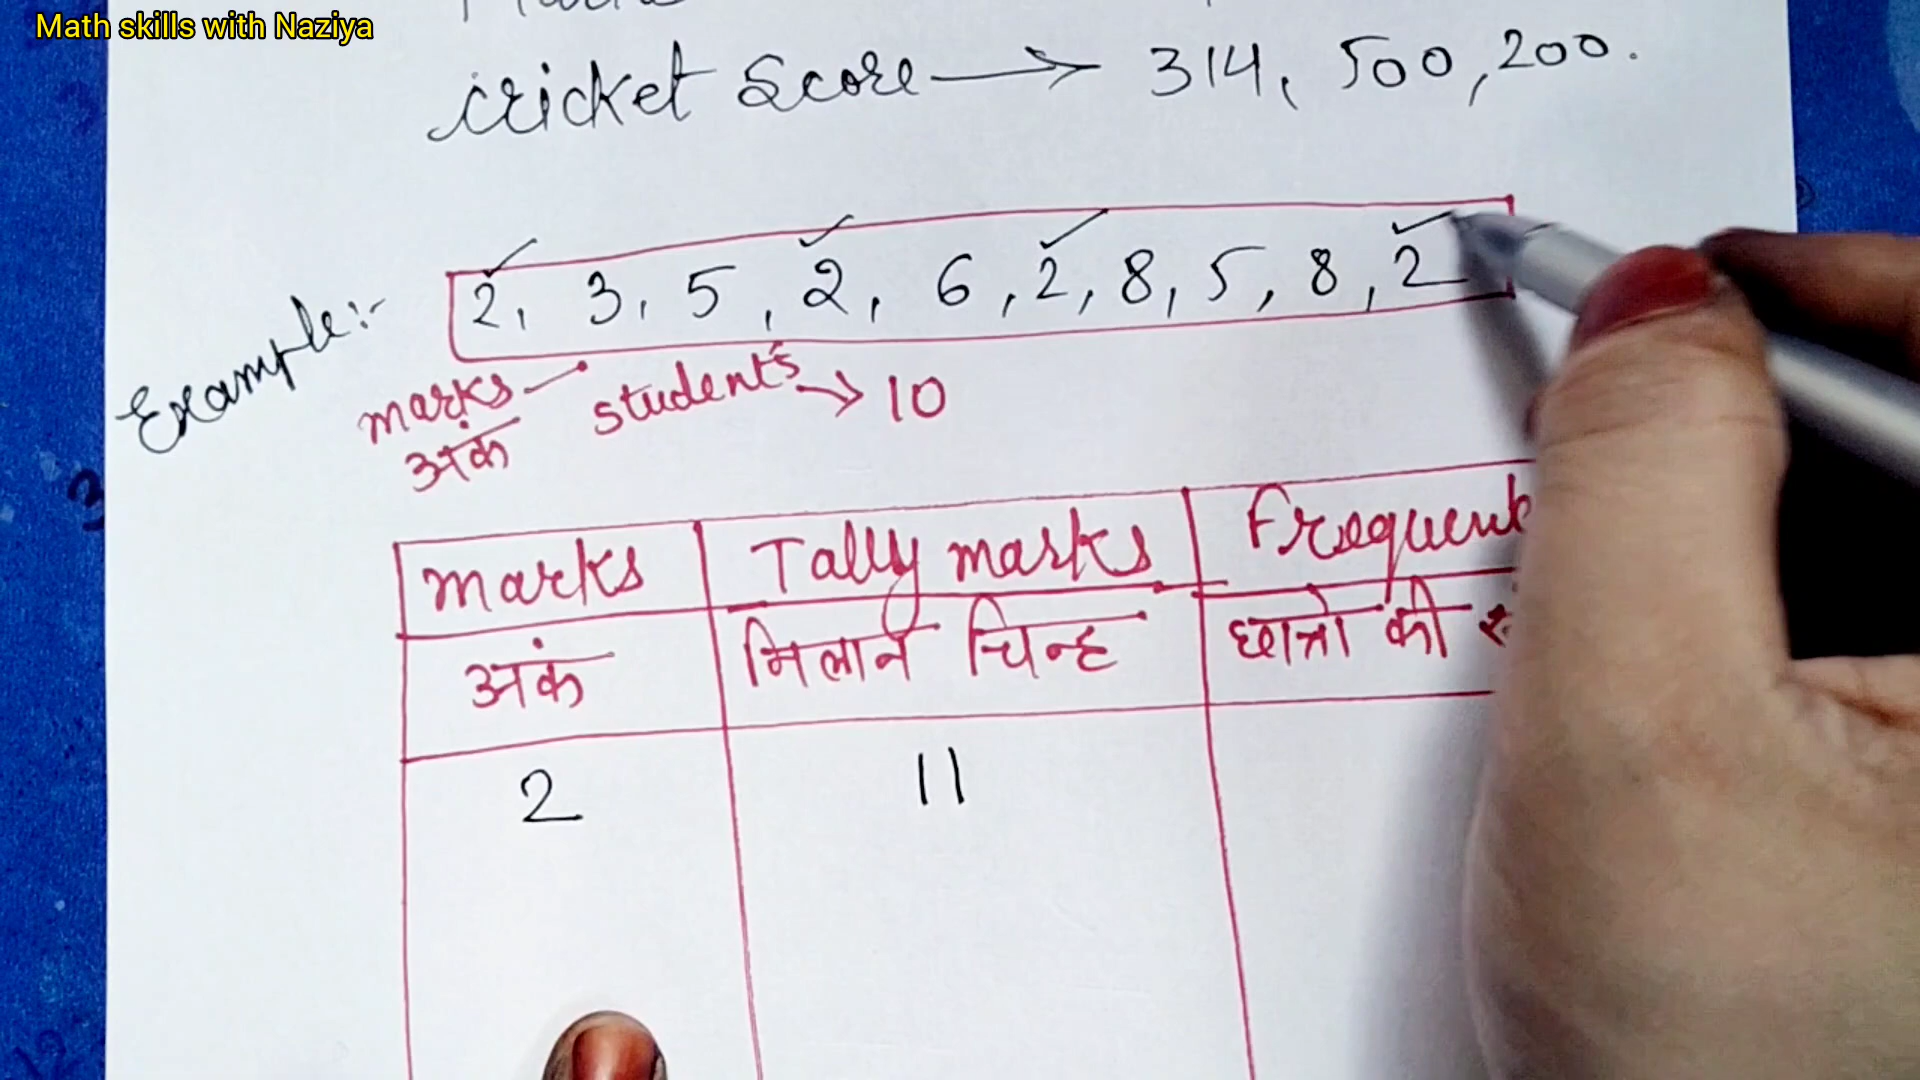 Math skills with Naziya
cricket Score → 314, 500, 200.
Example:- 2, 3, 5, 2, 6, 2, 8, 5, 8, 2
marks students → 10
अंक
marks Tally marks
अंक मिलान चिन्ह छात्रो की
2 ||